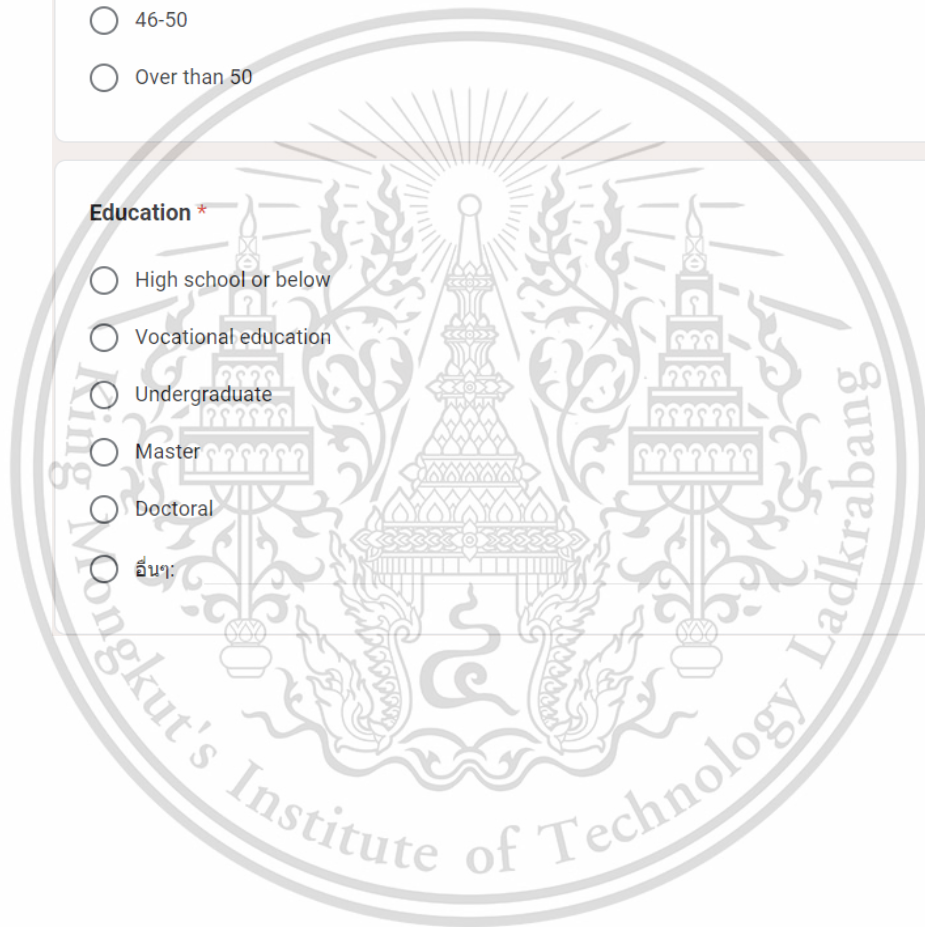 46-50
Over than 50
Education *
High school or below
Vocational education
Undergraduate
Master
Doctoral
อื่นๆ:
King Mongkut's Institute of Technology Ladkrabang